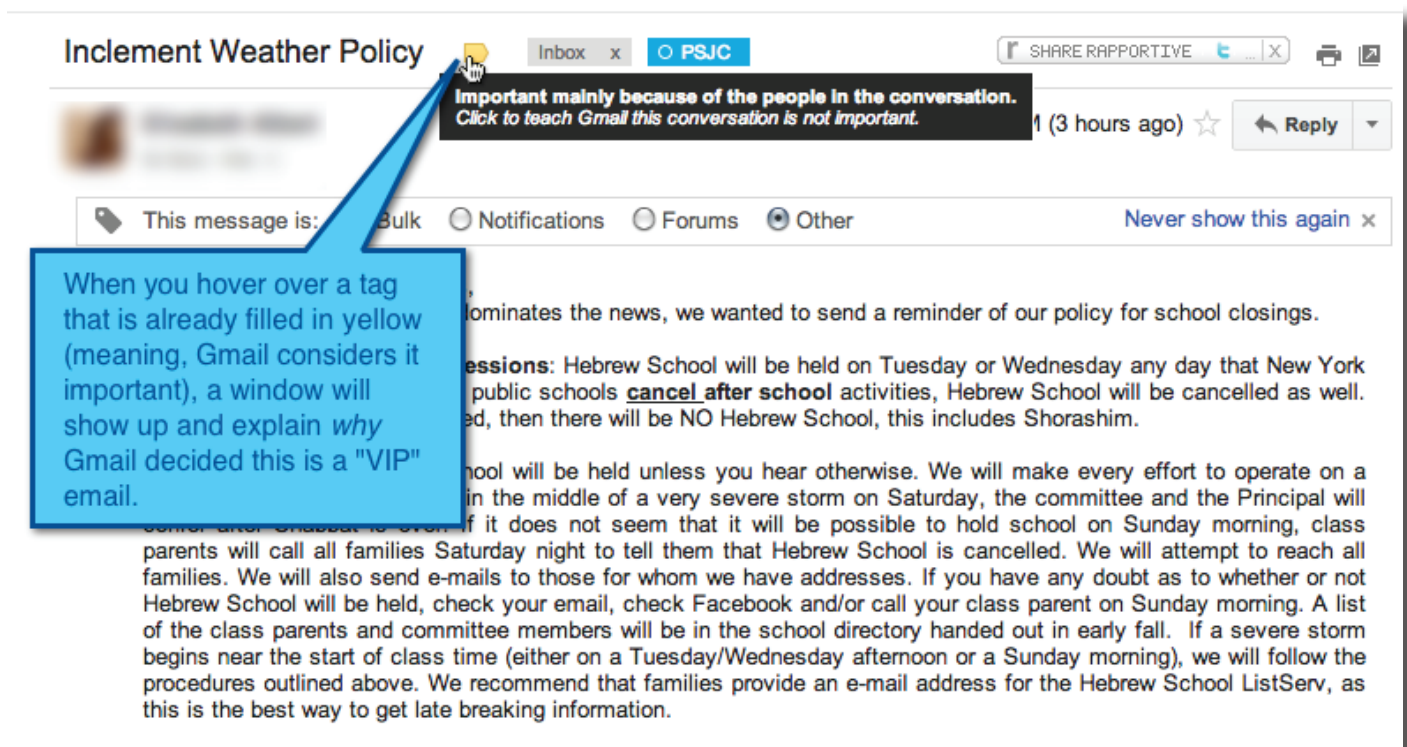 Inclement Weather Policy
Inbox x
PSJC
SHARE RAPPORTIVE ... X
Important mainly because of the people in the conversation.
Click to teach Gmail this conversation is not important.
(3 hours ago)
Reply
This message is: Bulk Notifications Forums Other
Never show this again x
When you hover over a tag
that is already filled in yellow
(meaning, Gmail considers it
important), a window will
show up and explain why
Gmail decided this is a "VIP"
email.
the news, we wanted to send a reminder of our policy for school closings.
: Hebrew School will be held on Tuesday or Wednesday any day that New York
public schools cancel after school activities, Hebrew School will be cancelled as well.
then there will be NO Hebrew School, this includes Shorashim.
will be held unless you hear otherwise. We will make every effort to operate on a
in the middle of a very severe storm on Saturday, the committee and the Principal will
if it does not seem that it will be possible to hold school on Sunday morning, class
parents will call all families Saturday night to tell them that Hebrew School is cancelled. We will attempt to reach all
families. We will also send e-mails to those for whom we have addresses. If you have any doubt as to whether or not
Hebrew School will be held, check your email, check Facebook and/or call your class parent on Sunday morning. A list
of the class parents and committee members will be in the school directory handed out in early fall. If a severe storm
begins near the start of class time (either on a Tuesday/Wednesday afternoon or a Sunday morning), we will follow the
procedures outlined above. We recommend that families provide an e-mail address for the Hebrew School ListServ, as
this is the best way to get late breaking information.